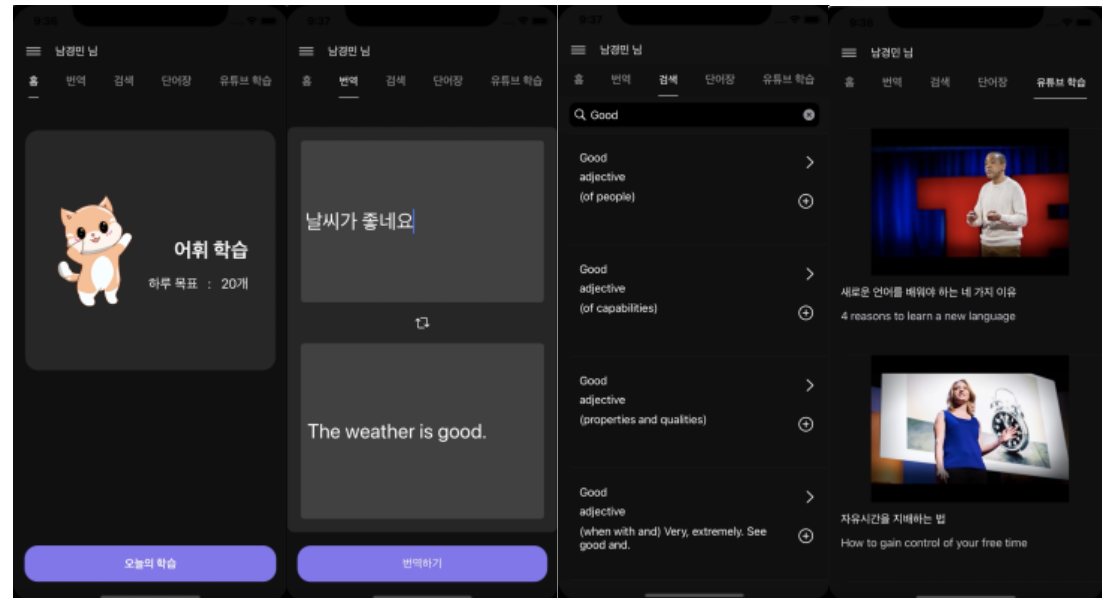 9:36
남경민 님
홈 번역 검색 단어장 유튜브 학습
어휘 학습
하루 목표 : 20개
오늘의 학습
9:37
남경민 님
홈 번역 검색 단어장 유튜브 학습
날씨가 좋네요
The weather is good.
번역하기
9:37
남경민 님
홈 번역 검색 단어장 유튜브 학습
Good
Good
adjective
(of people)
Good
adjective
(of capabilities)
Good
adjective
(properties and qualities)
Good
adjective
(when with and) Very, extremely. See
good and.
9:38
남경민 님
홈 번역 검색 단어장 유튜브 학습
새로운 언어를 배워야 하는 네 가지 이유
4 reasons to learn a new language
자유시간을 지배하는 법
How to gain control of your free time